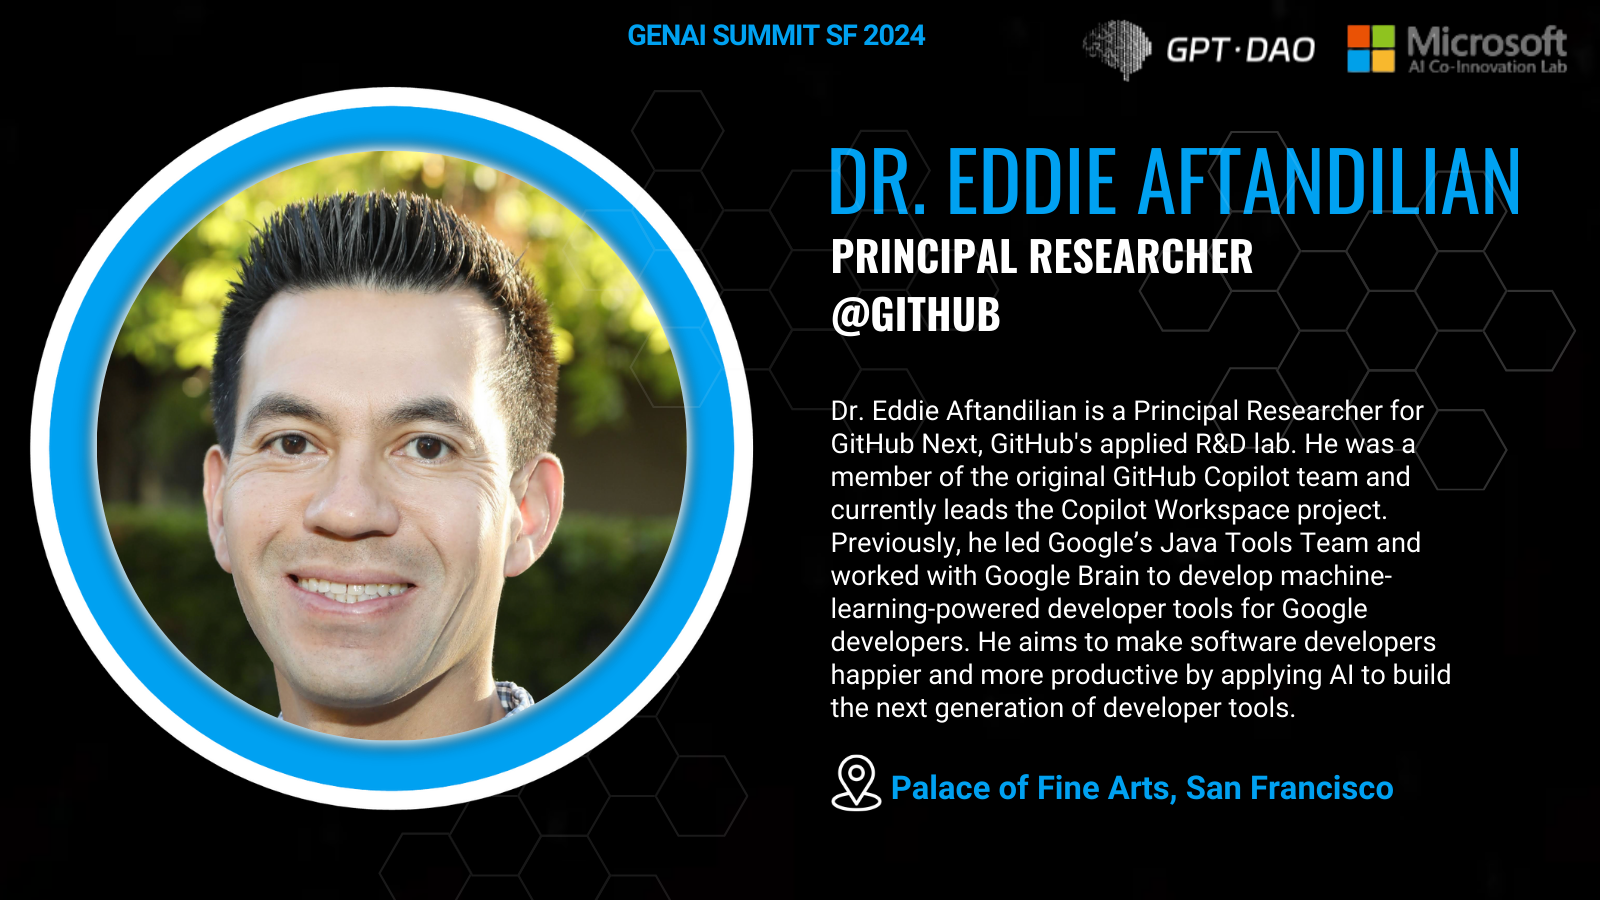 GENAI SUMMIT SF 2024
GPT·DAO
Microsoft
AI Co-Innovation Lab
DR. EDDIE AFTANDILIAN
PRINCIPAL RESEARCHER
@GITHUB
Dr. Eddie Aftandilian is a Principal Researcher for
GitHub Next, GitHub's applied R&D lab. He was a
member of the original GitHub Copilot team and
currently leads the Copilot Workspace project.
Previously, he led Google’s Java Tools Team and
worked with Google Brain to develop machine-
learning-powered developer tools for Google
developers. He aims to make software developers
happier and more productive by applying AI to build
the next generation of developer tools.
Palace of Fine Arts, San Francisco